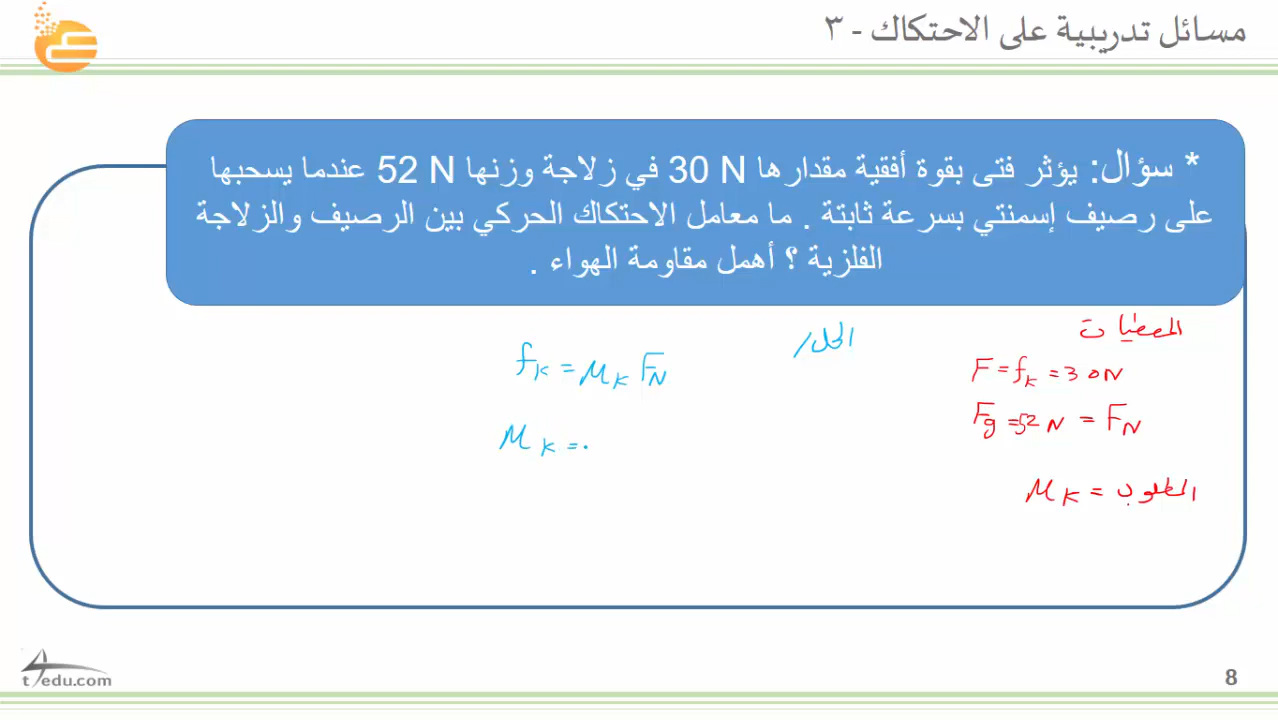 مسائل تدريبية على الاحتكاك - ٣
* سؤال: يؤثر فتى بقوة أفقية مقدارها 30 N في زلاجة وزنها 52 N عندما يسحبها
على رصيف إسمنتي بسرعة ثابتة . ما معامل الاحتكاك الحركي بين الرصيف والزلاجة
الفلزية ؟ أهمل مقاومة الهواء .
المعطيات
F = fK = 30N
Fg = 52 N = FN
المطلوب = μK
الحل/
fK = μK FN
μK = .
t4edu.com
8